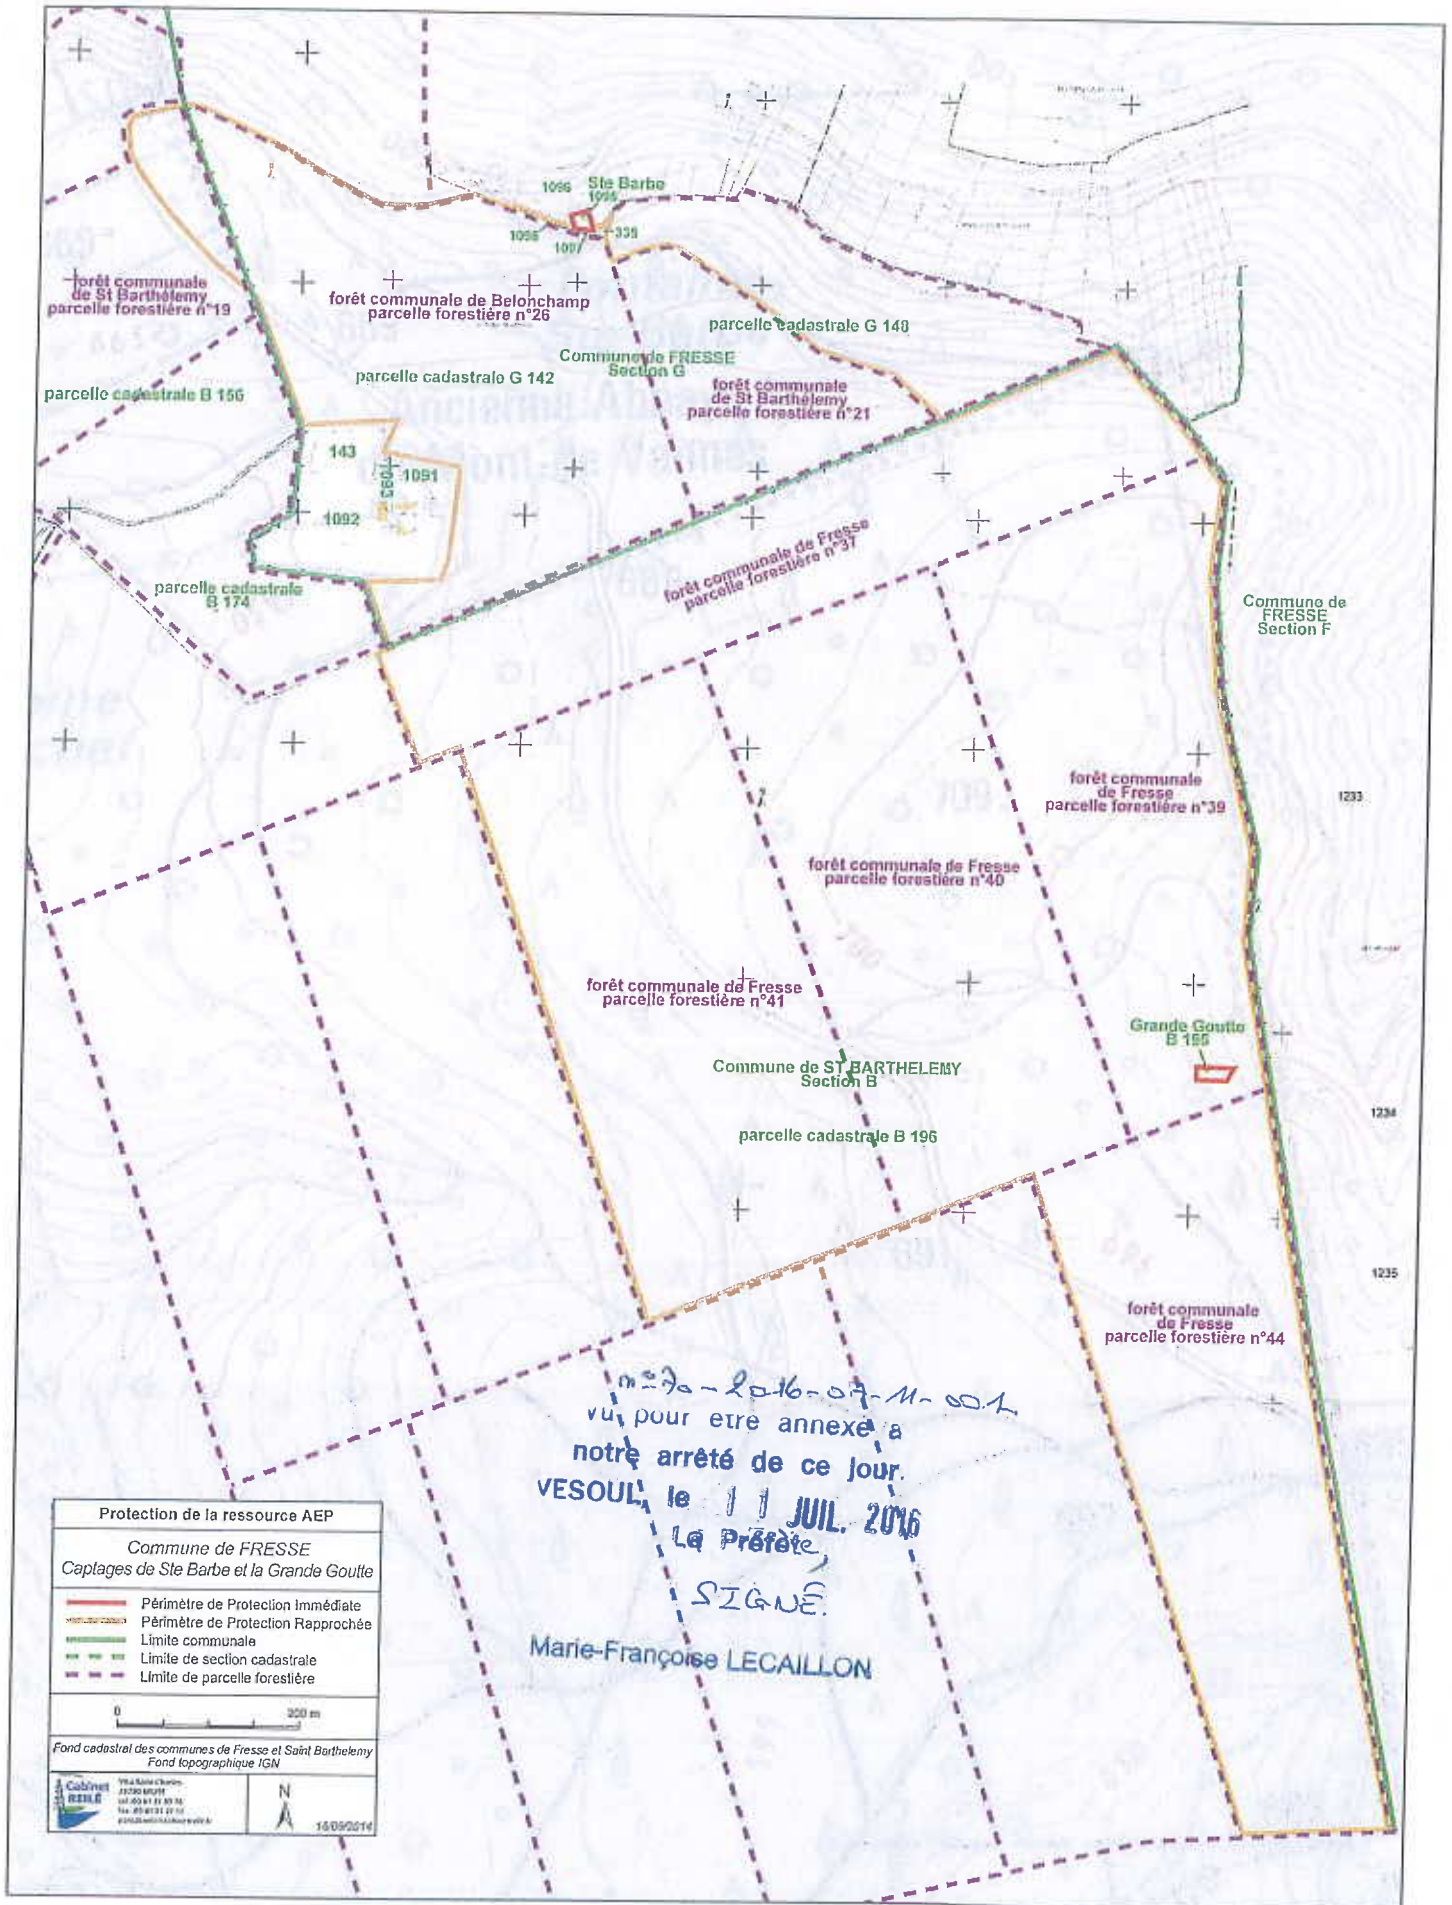 1096
Ste Barbe
1095
1098
1097
339
forêt communale
de St Barthélemy
parcelle forestière n°19
forêt communale de Belonchamp
parcelle forestière n°26
parcelle cadastrale G 148
Commune de FRESSE
Section G
parcelle cadastrale G 142
forêt communale
de St Barthélemy
parcelle forestière n°21
parcelle cadastrale B 156
143
1091
1093
1092
forêt communale de Fresse
parcelle forestière n°37
parcelle cadastrale
B 174
Commune de
FRESSE
Section F
forêt communale
de Fresse
parcelle forestière n°39
1233
forêt communale de Fresse
parcelle forestière n°40
forêt communale de Fresse
parcelle forestière n°41
Grande Goutte
B 195
Commune de ST BARTHELEMY
Section B
parcelle cadastrale B 196
1234
1235
forêt communale
de Fresse
parcelle forestière n°44
n° 70-2016-07-11-001
vu pour etre annexé a
notre arrêté de ce jour.
VESOUL, le 11 JUIL. 2016
La Préfète,
SIGNÉ.
Marie-Françoise LECAILLON
Protection de la ressource AEP
Commune de FRESSE
Captages de Ste Barbe et la Grande Goutte
Périmètre de Protection Immédiate
Périmètre de Protection Rapprochée
Limite communale
Limite de section cadastrale
Limite de parcelle forestière
0 200 m
Fond cadastral des communes de Fresse et Saint Barthelemy
Fond topographique IGN
Cabinet
REILE
N
16/09/2014